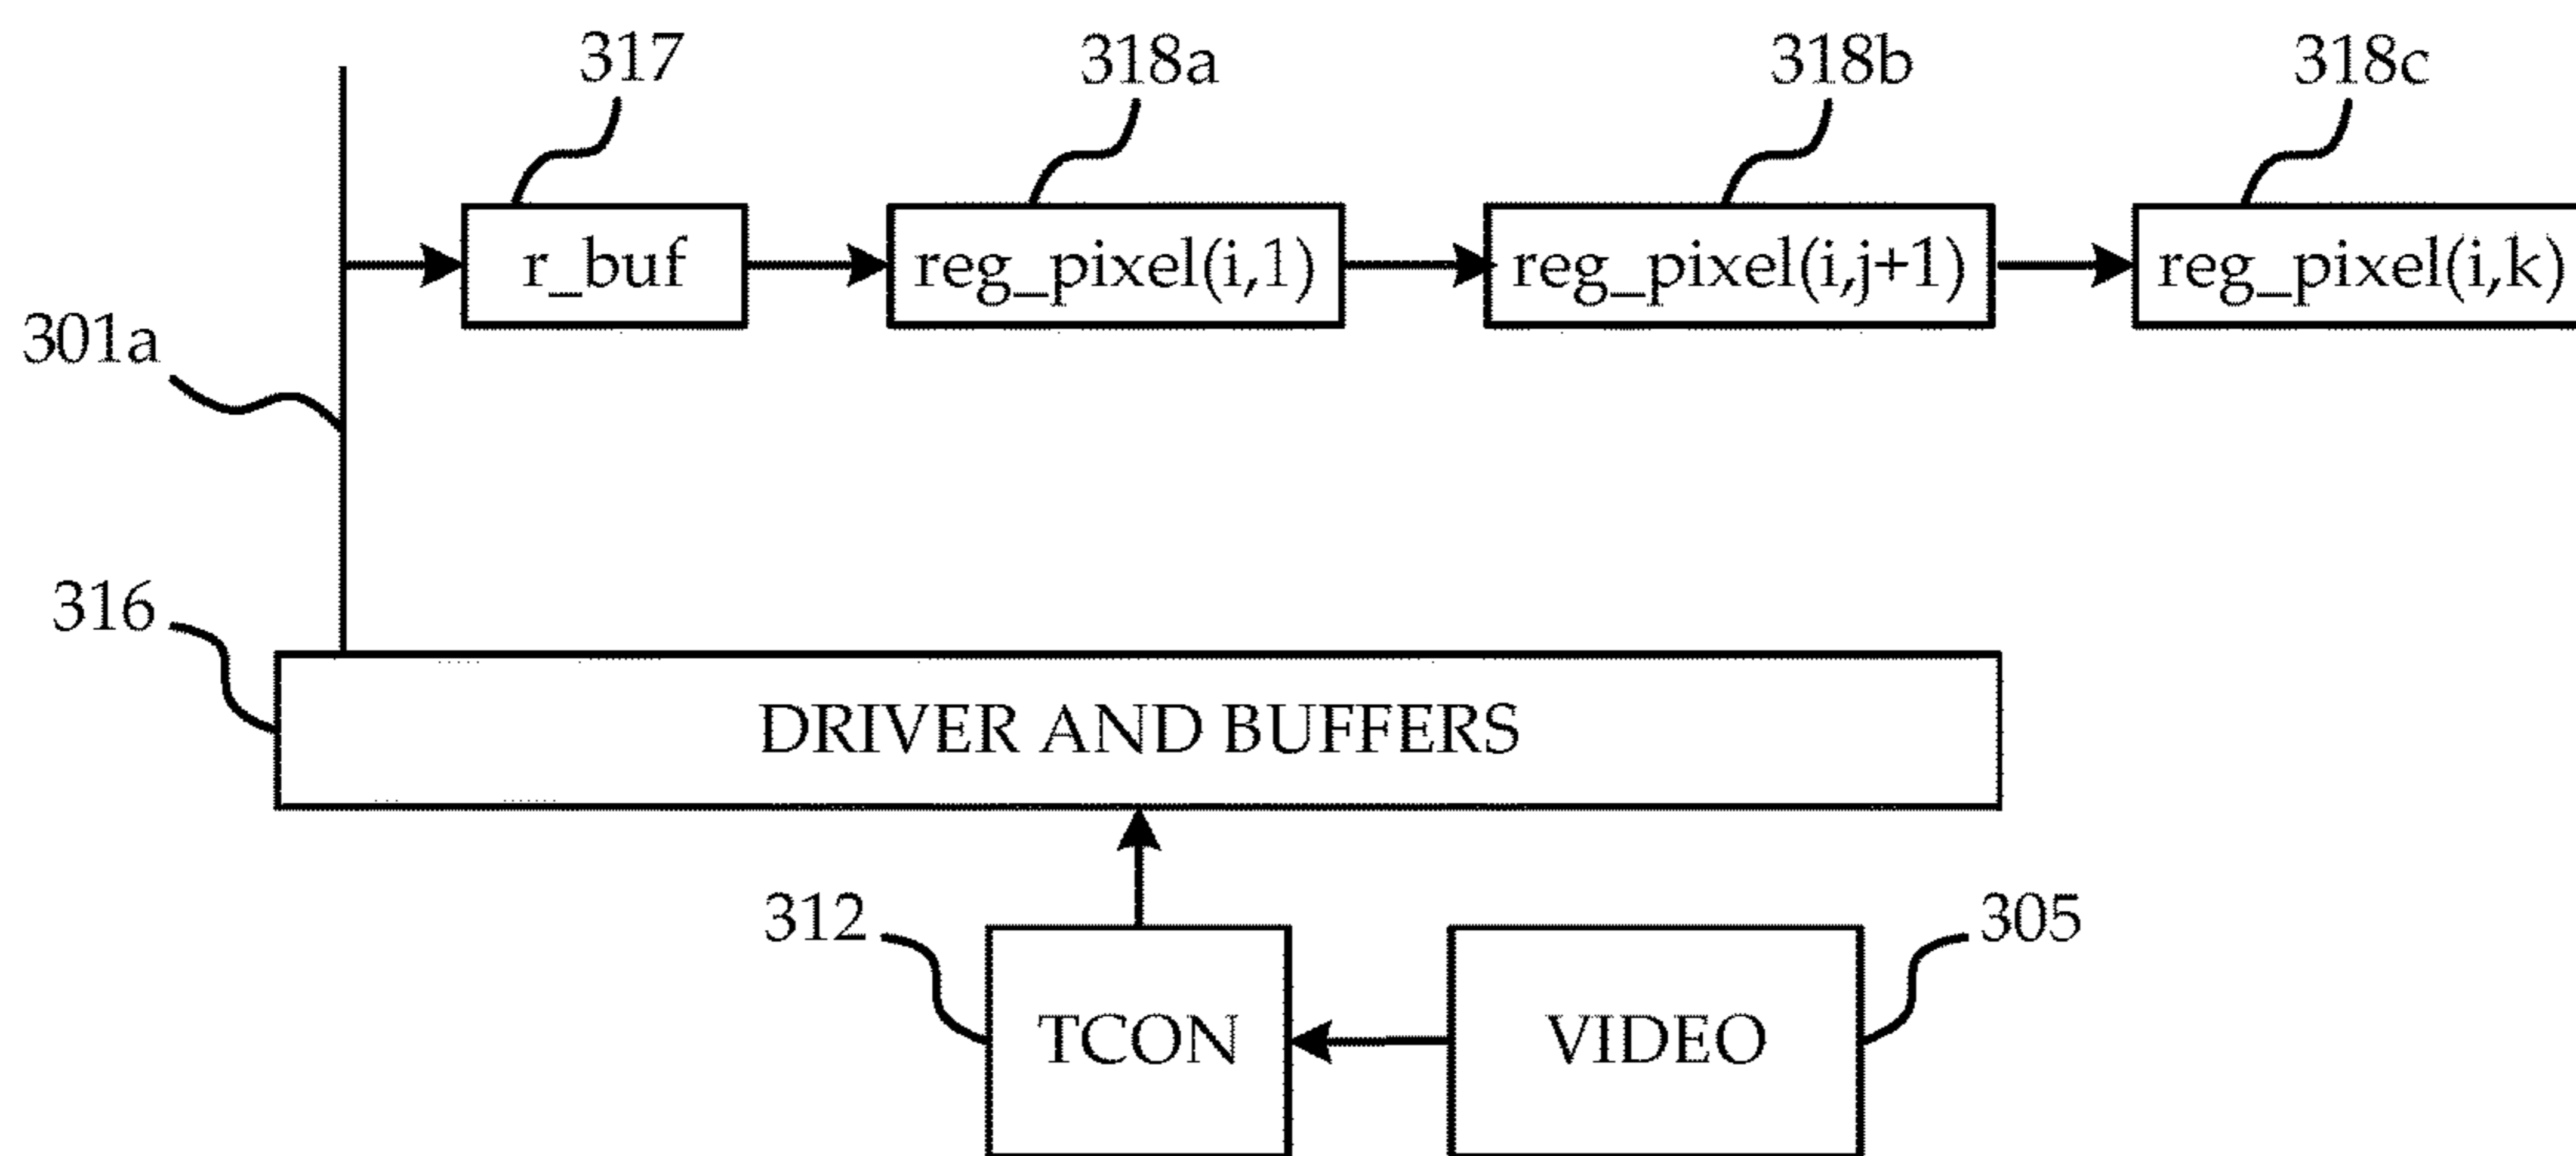 317 318a 318b 318c
r_buf reg_pixel(i,1) reg_pixel(i,j+1) reg_pixel(i,k)
301a
316
DRIVER AND BUFFERS
312 305
TCON VIDEO